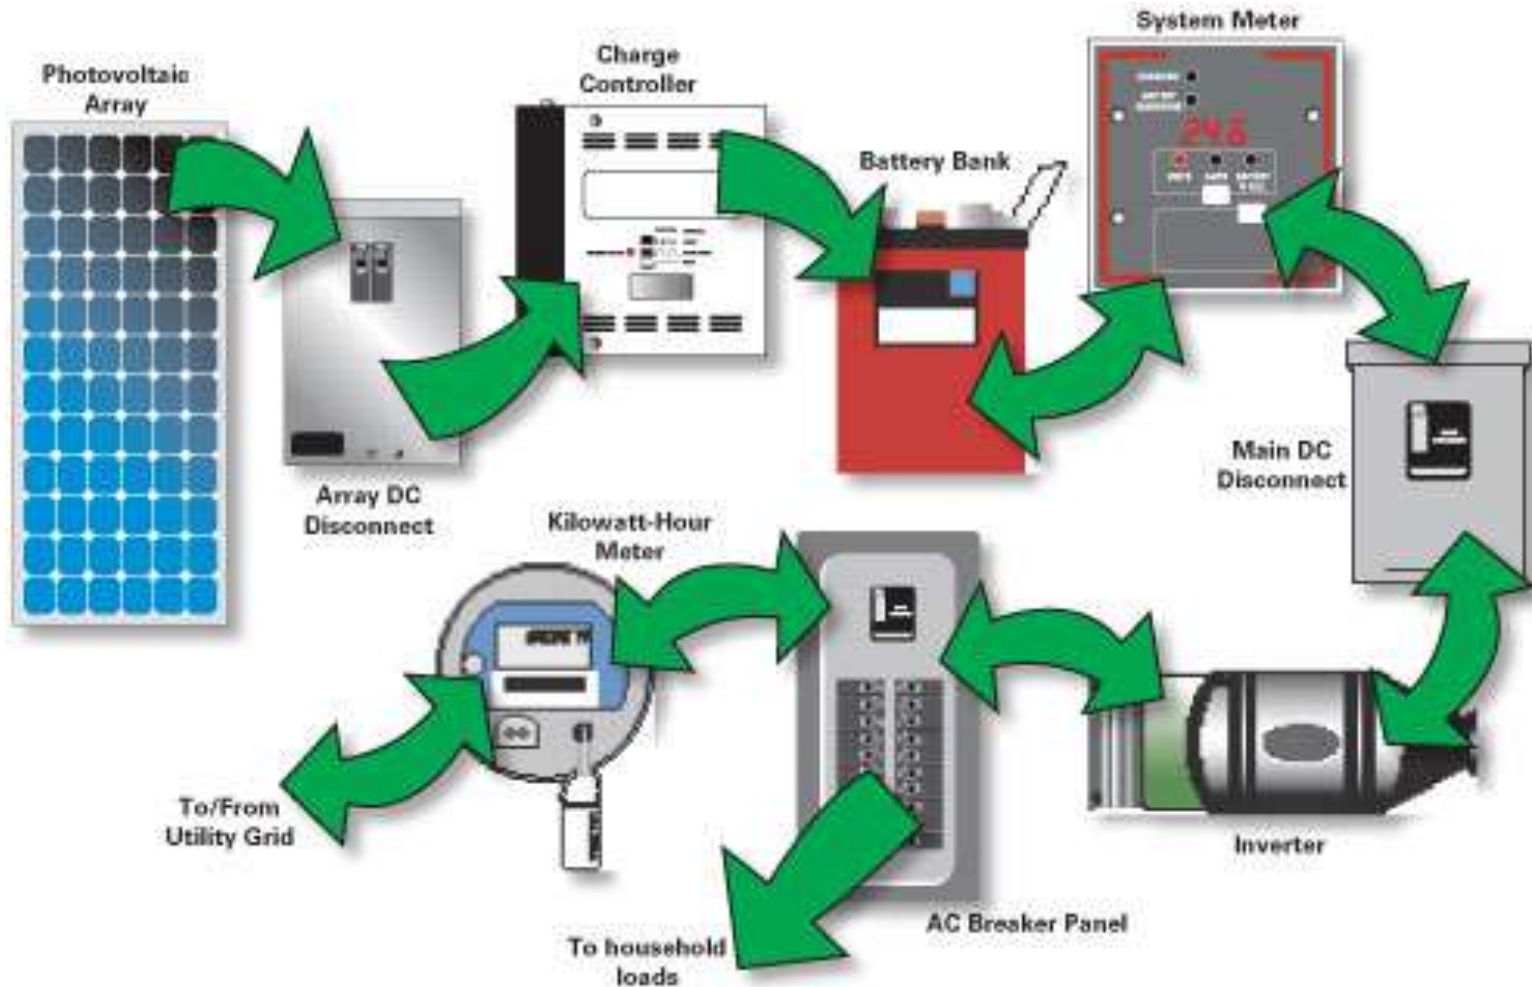 System Meter
Charge
Controller
Photovoltaic
Array
Battery Bank
Main DC
Disconnect
Array DC
Disconnect
Kilowatt-Hour
Meter
To/From
Utility Grid
Inverter
AC Breaker Panel
To household
loads